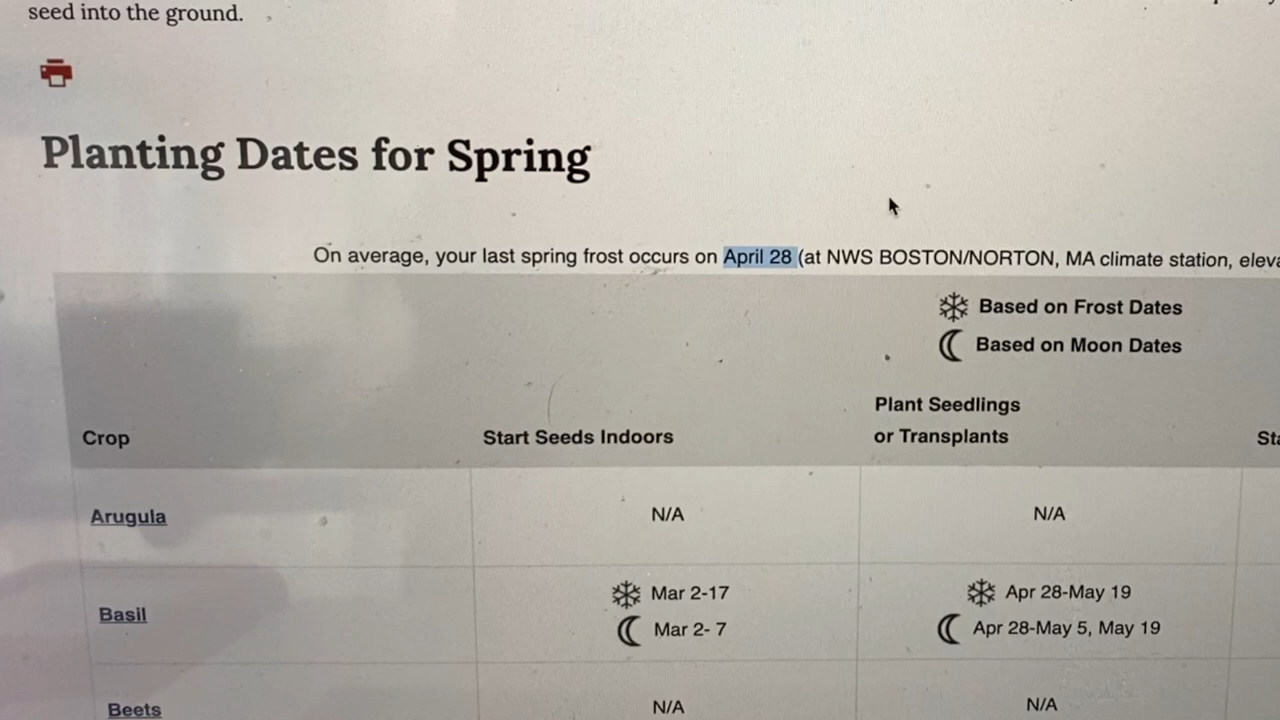 seed into the ground.
Planting Dates for Spring
On average, your last spring frost occurs on April 28 (at NWS BOSTON/NORTON, MA climate station, eleva
Based on Frost Dates
Based on Moon Dates
Crop
Start Seeds Indoors
Plant Seedlings
or Transplants
Sta
Arugula
N/A
N/A
Basil
Mar 2-17
Apr 28-May 19
Mar 2- 7
Apr 28-May 5, May 19
Beets
N/A
N/A